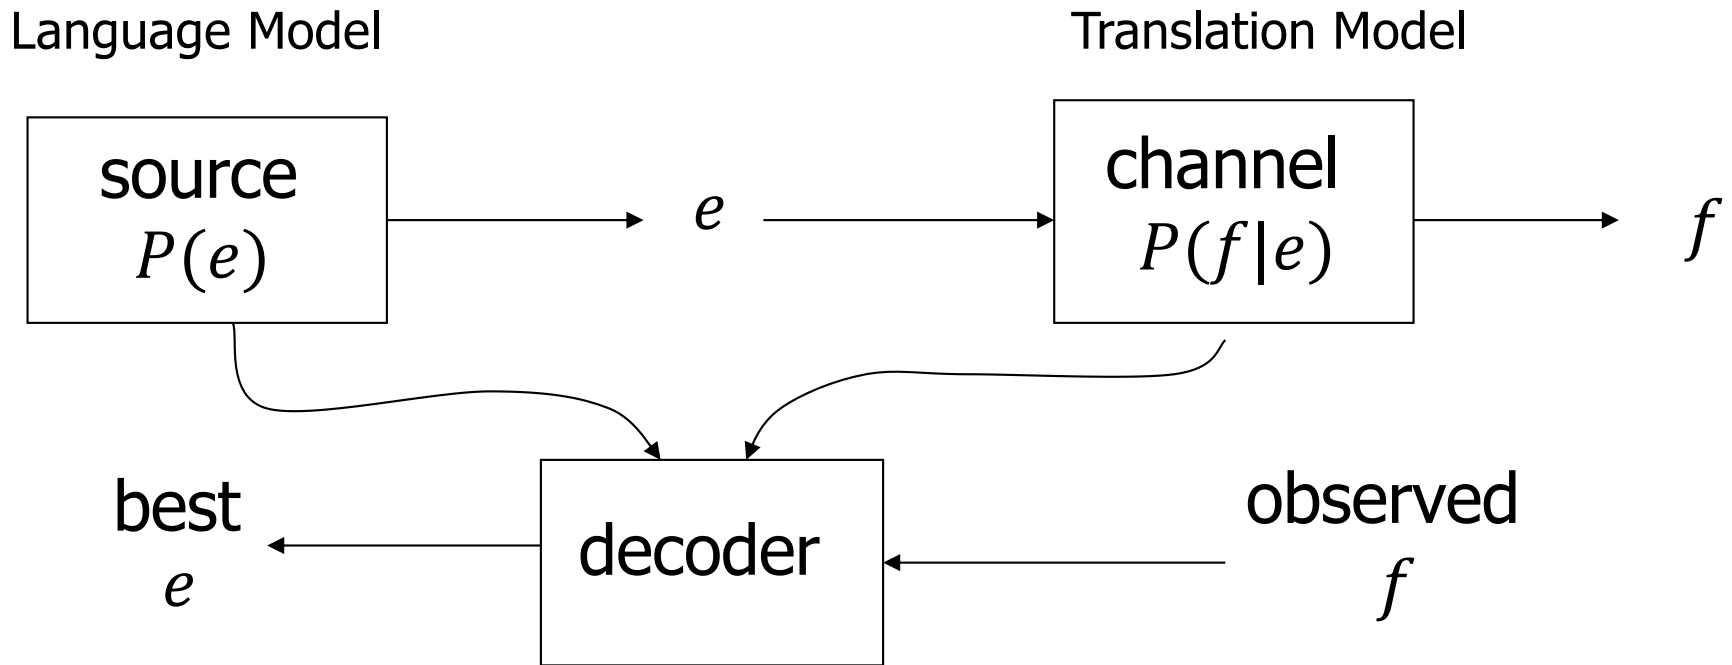 Language Model
Translation Model
source
P(e)
e
channel
P(f|e)
f
best
e
decoder
observed
f